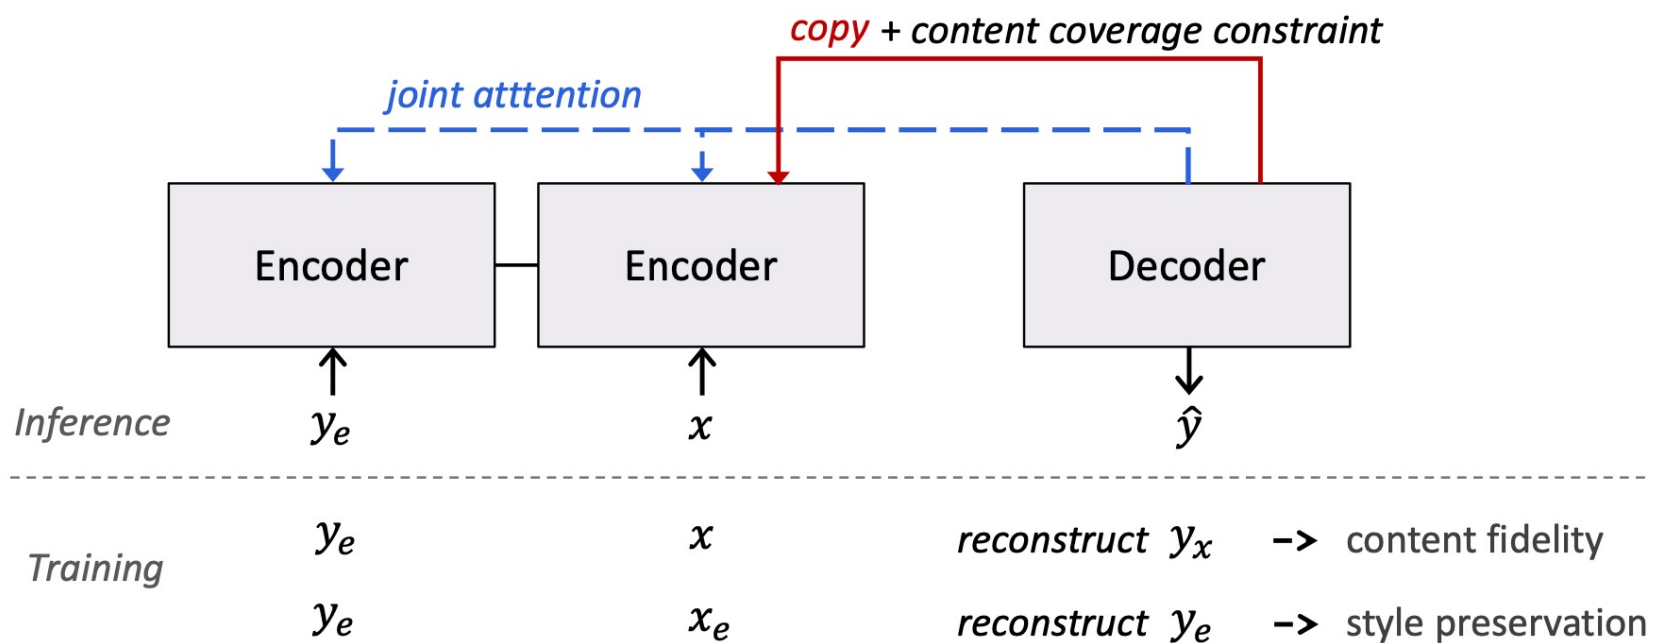 copy + content coverage constraint
joint atttention
Encoder Encoder Decoder
Inference yₑ x ŷ
yₑ x reconstruct yₓ –> content fidelity
Training
yₑ xₑ reconstruct yₑ –> style preservation